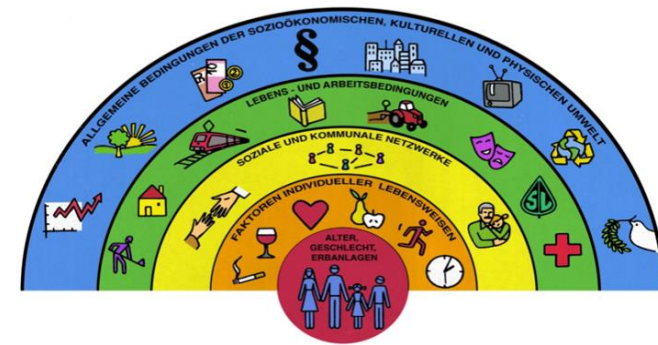 ALLGEMEINE BEDINGUNGEN DER SOZIOÖKONOMISCHEN, KULTURELLEN UND PHYSISCHEN UMWELT
§
LEBENS - UND ARBEITSBEDINGUNGEN
SOZIALE UND KOMMUNALE NETZWERKE
FAKTOREN INDIVIDUELLER LEBENSWEISEN
ALTER,
GESCHLECHT,
ERBANLAGEN